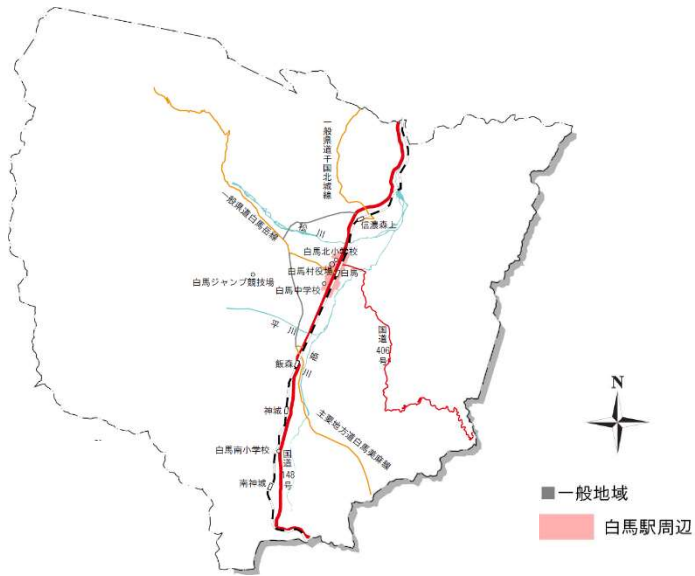 一般県道千国北城線
信濃森上
一般県道白馬岳線
松川
白馬北小学校
白馬村役場
白馬
白馬ジャンプ競技場
白馬中学校
平川
国道406号
姫川
飯森
神城
主要地方道白馬美麻線
白馬南小学校
国道148号
南神城
N
一般地域
白馬駅周辺